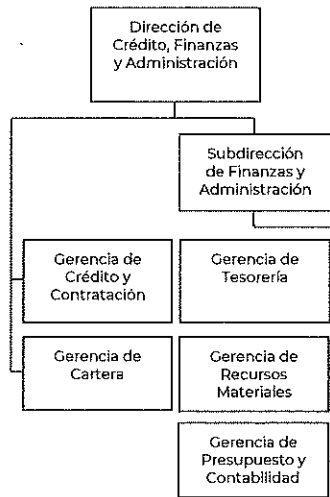 Dirección de
Crédito, Finanzas
y Administración
Subdirección
de Finanzas y
Administración
Gerencia de
Crédito y
Contratación
Gerencia de
Tesorería
Gerencia de
Cartera
Gerencia de
Recursos
Materiales
Gerencia de
Presupuesto y
Contabilidad